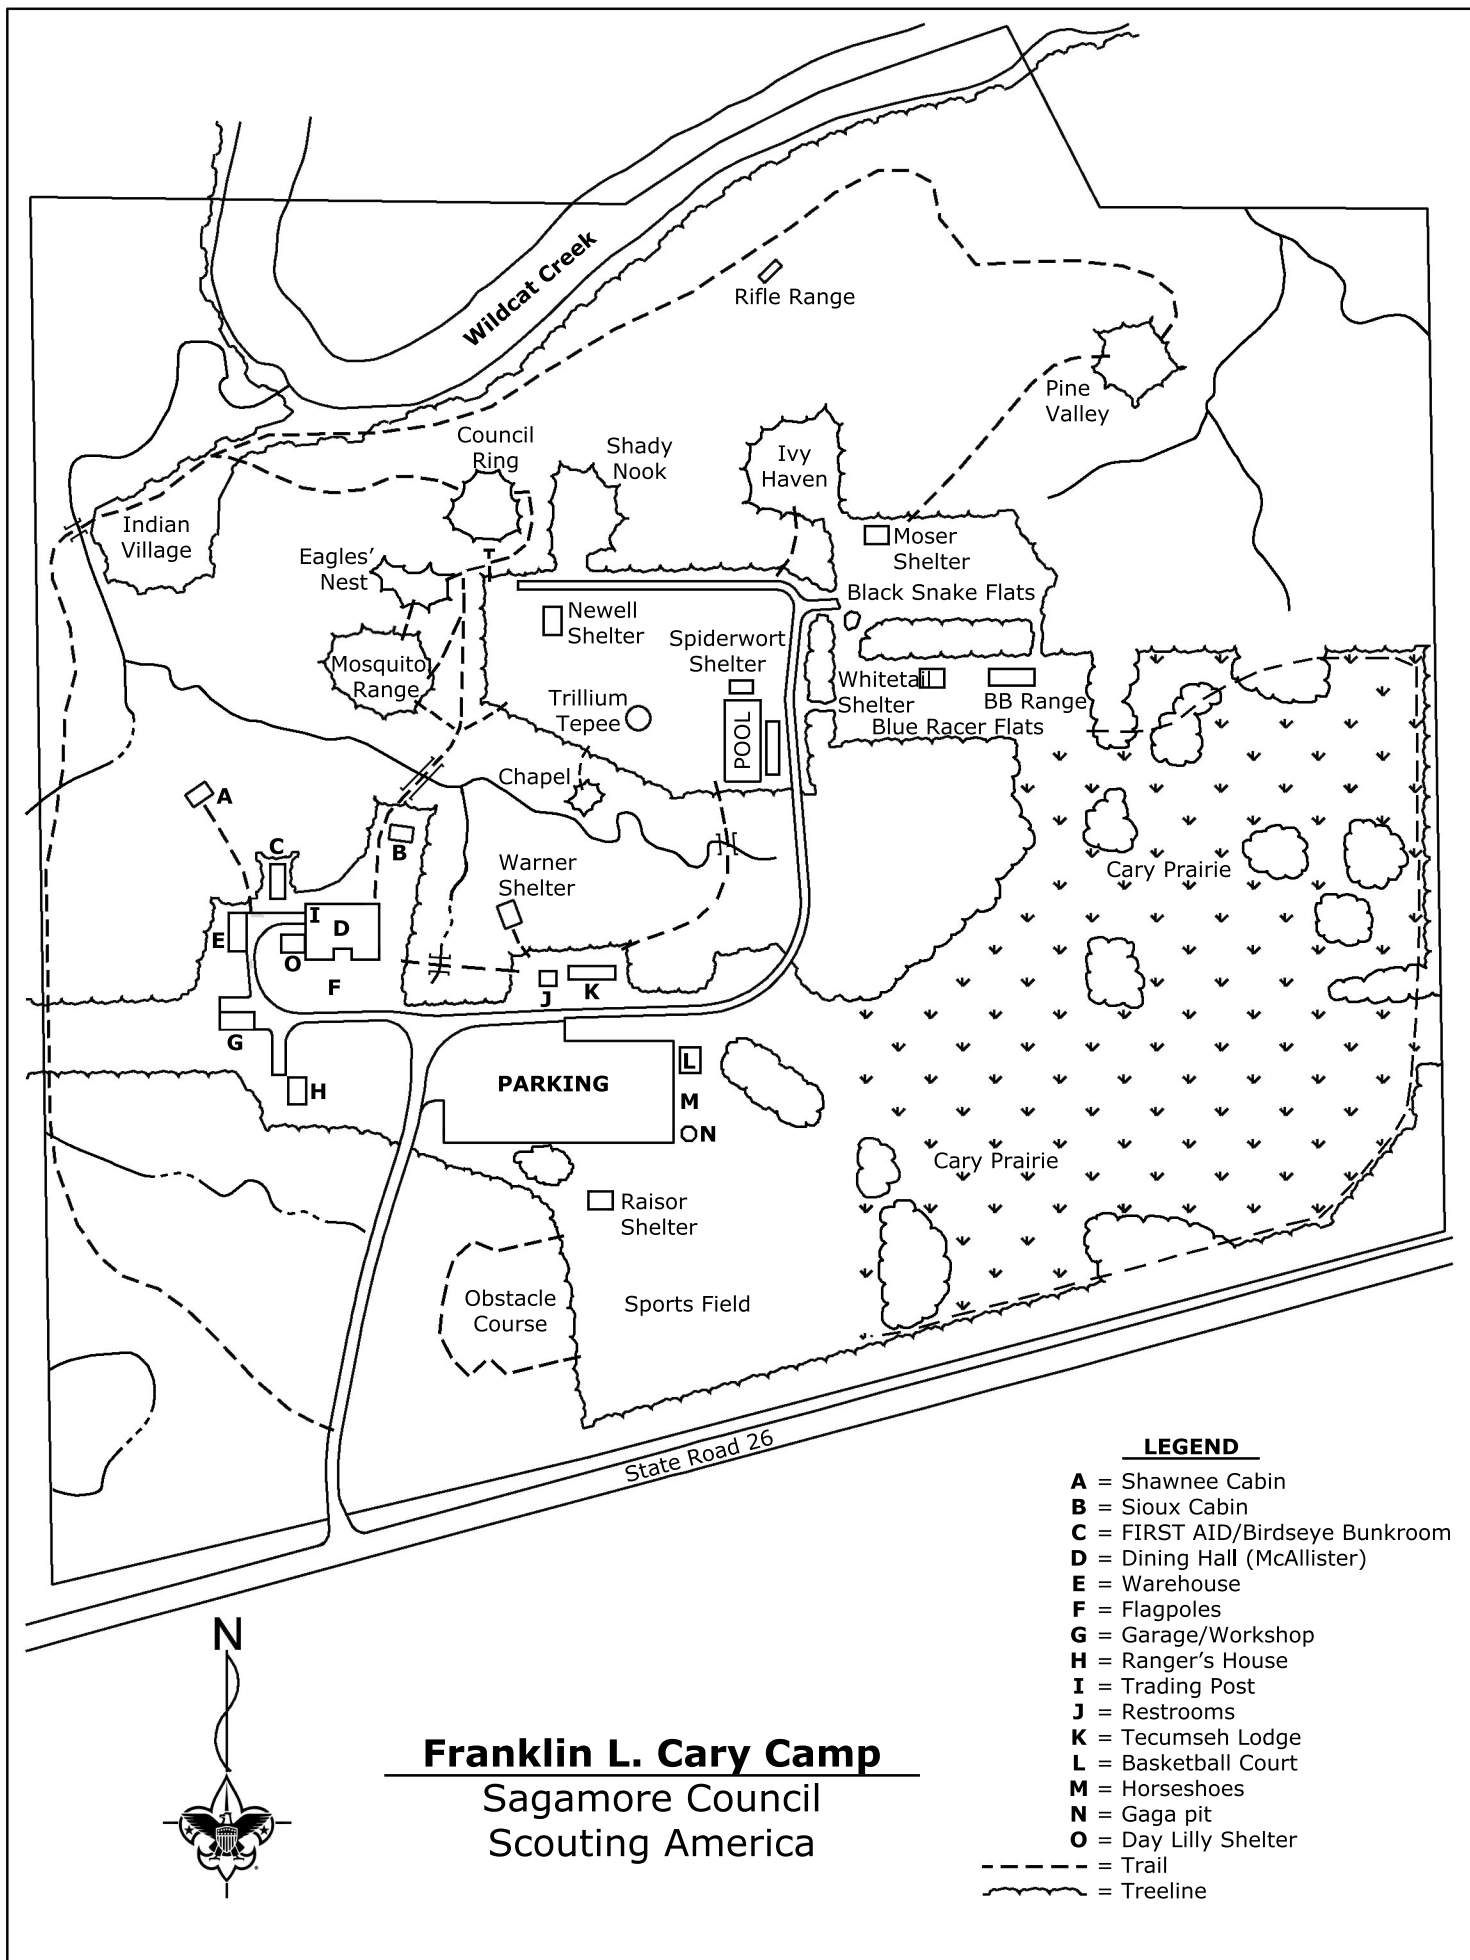 Wildcat Creek
Rifle Range
Pine
Valley
Council
Ring
Shady
Nook
Ivy
Haven
Indian
Village
Eagles’
Nest
Moser
Shelter
Black Snake Flats
Newell
Shelter
Spiderwort
Shelter
Mosquito
Range
Whitetail
Shelter
BB Range
Blue Racer Flats
Trillium
Tepee
POOL
Chapel
A
C
B
Warner
Shelter
Cary Prairie
I
D
E
O
F
J
K
G
H
PARKING
L
M
N
Cary Prairie
Raisor
Shelter
Obstacle
Course
Sports Field
State Road 26
LEGEND
A = Shawnee Cabin
B = Sioux Cabin
C = FIRST AID/Birdseye Bunkroom
D = Dining Hall (McAllister)
E = Warehouse
F = Flagpoles
G = Garage/Workshop
H = Ranger’s House
I = Trading Post
J = Restrooms
K = Tecumseh Lodge
L = Basketball Court
M = Horseshoes
N = Gaga pit
O = Day Lilly Shelter
= Trail
= Treeline
N
Franklin L. Cary Camp
Sagamore Council
Scouting America